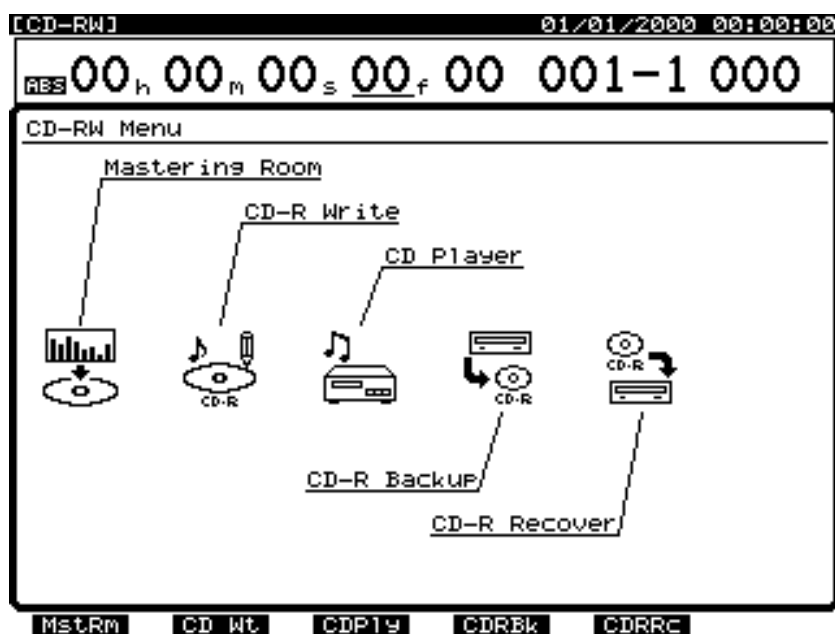 [CD-RW] 01/01/2000 00:00:00
ABS 00h 00m 00s 00f 00 001-1 000
CD-RW Menu
Mastering Room
CD-R Write
CD Player
CD-R
CD-R
CD-R
CD-R Backup
CD-R Recover
MstRm CD Wt CDPly CDRBk CDRRc